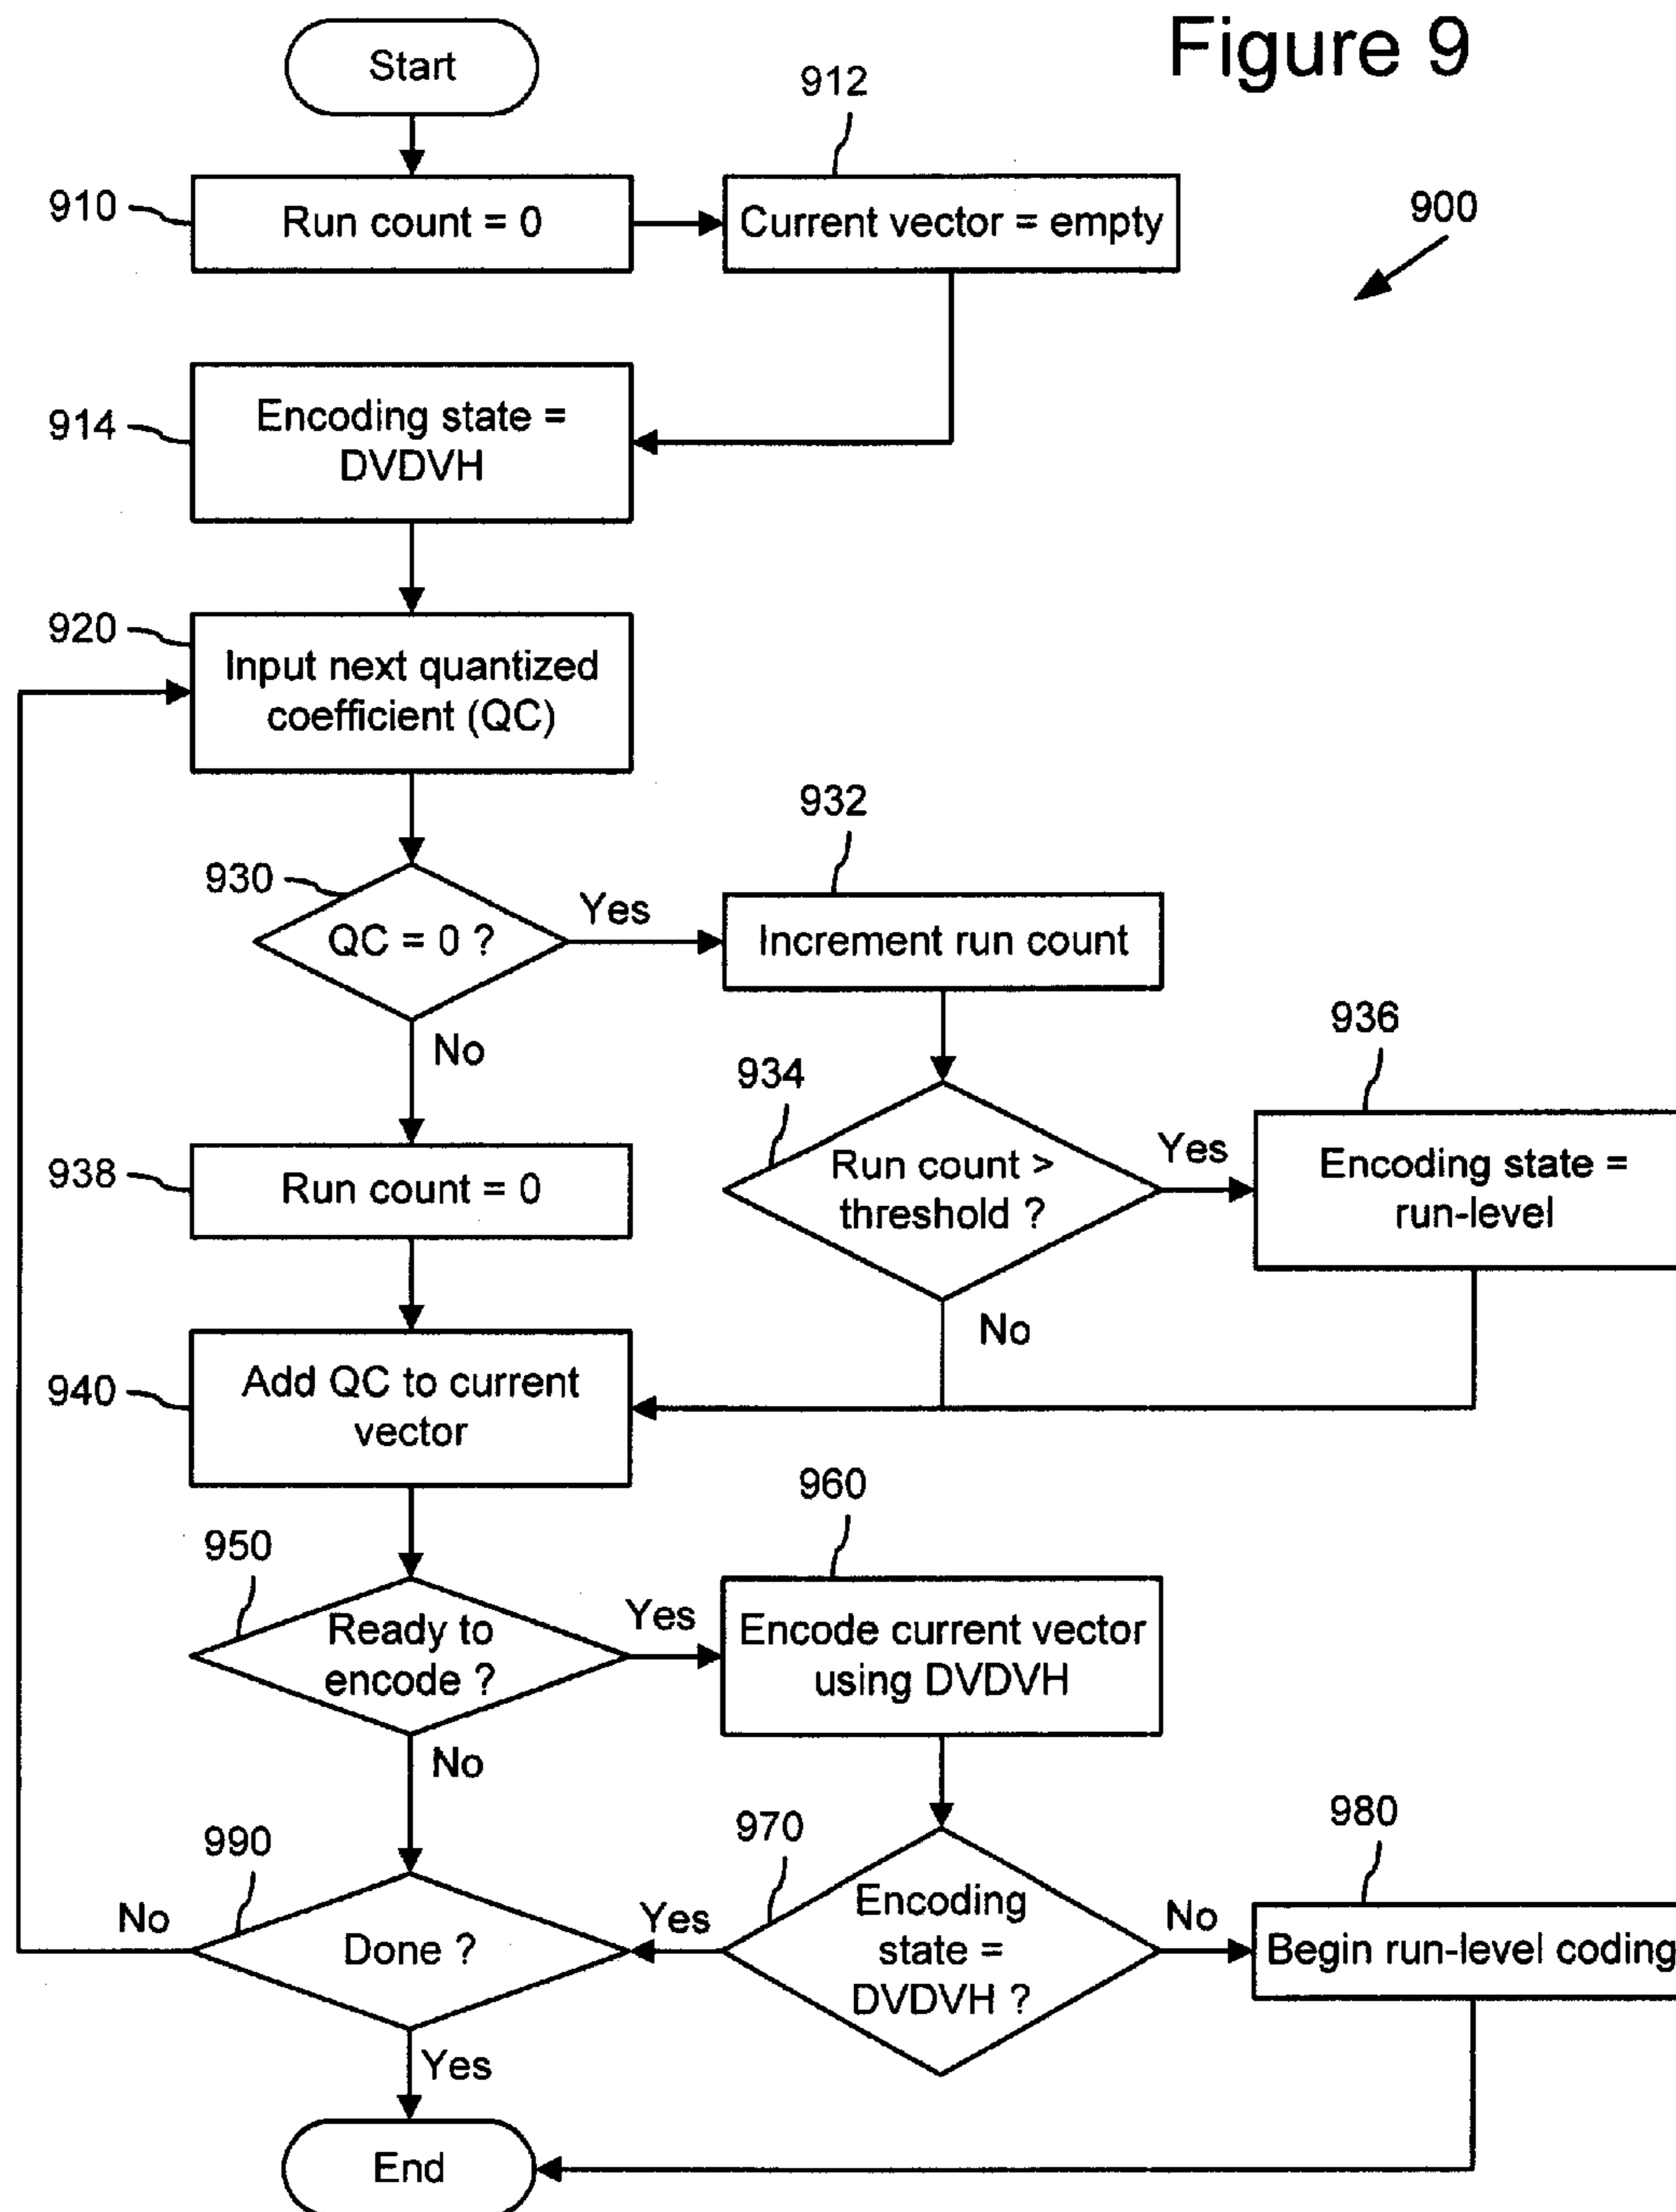 Figure 9
Start
912
910
Run count = 0
Current vector = empty
900
914
Encoding state =
DVDVH
920
Input next quantized
coefficient (QC)
932
930
QC = 0 ?
Yes
Increment run count
No
936
934
938
Run count = 0
Run count >
threshold ?
Yes
Encoding state =
run-level
No
940
Add QC to current
vector
960
950
Ready to
encode ?
Yes
Encode current vector
using DVDVH
No
990
970
980
No
Done ?
Yes
Encoding
state =
DVDVH ?
No
Begin run-level coding
Yes
End